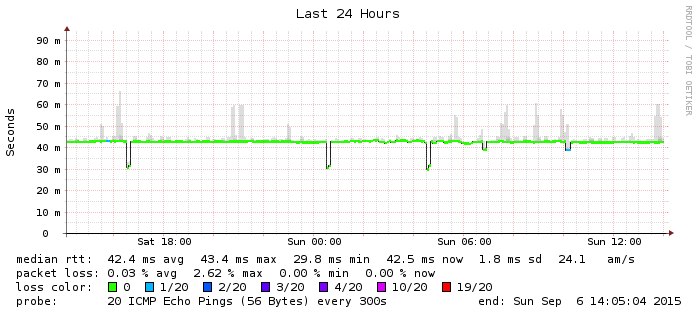 Last 24 Hours
RRDTOOL / TOBI OETIKER
Seconds
90 m
80 m
70 m
60 m
50 m
40 m
30 m
20 m
10 m
0
Sat 18:00 Sun 00:00 Sun 06:00 Sun 12:00
median rtt: 42.4 ms avg 43.4 ms max 29.8 ms min 42.5 ms now 1.8 ms sd 24.1 am/s
packet loss: 0.03 % avg 2.62 % max 0.00 % min 0.00 % now
loss color: 0 1/20 2/20 3/20 4/20 10/20 19/20
probe: 20 ICMP Echo Pings (56 Bytes) every 300s end: Sun Sep 6 14:05:04 2015